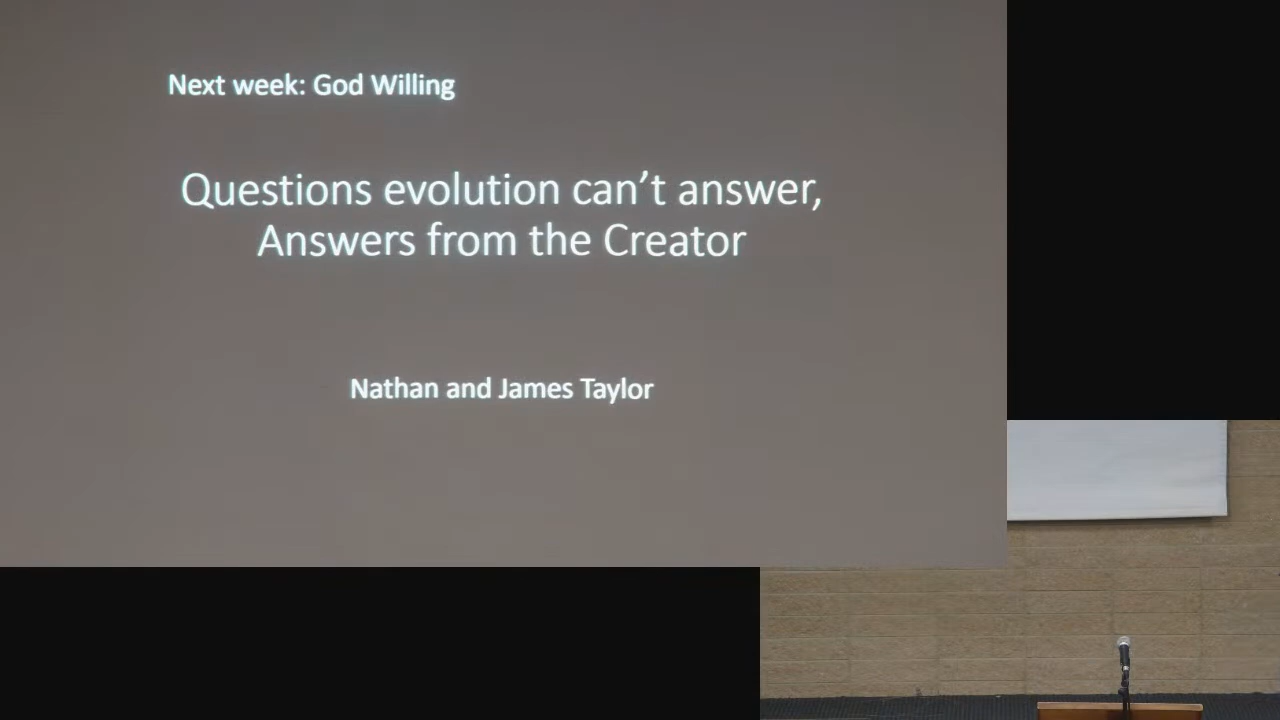 Next week: God Willing
Questions evolution can’t answer,
Answers from the Creator
Nathan and James Taylor